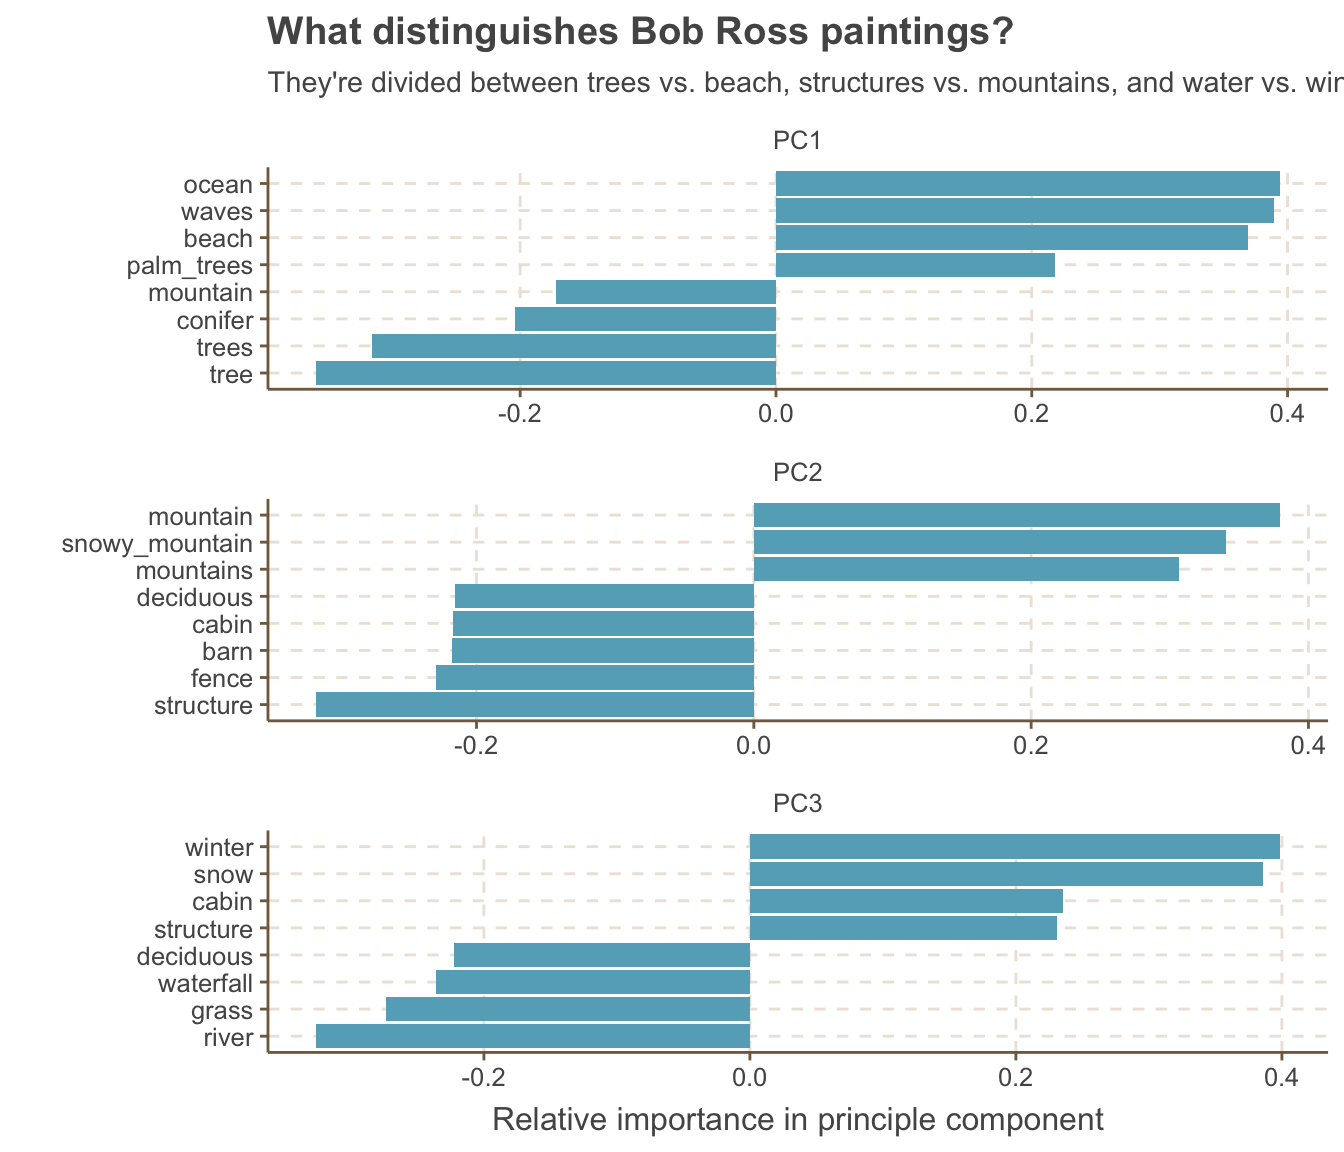 What distinguishes Bob Ross paintings?
They're divided between trees vs. beach, structures vs. mountains, and water vs.
PC1
ocean
waves
beach
palm_trees
mountain
conifer
trees
tree
-0.2 0.0 0.2 0.4
PC2
mountain
snowy_mountain
mountains
deciduous
cabin
barn
fence
structure
-0.2 0.0 0.2 0.4
PC3
winter
snow
cabin
structure
deciduous
waterfall
grass
river
-0.2 0.0 0.2 0.4
Relative importance in principle component